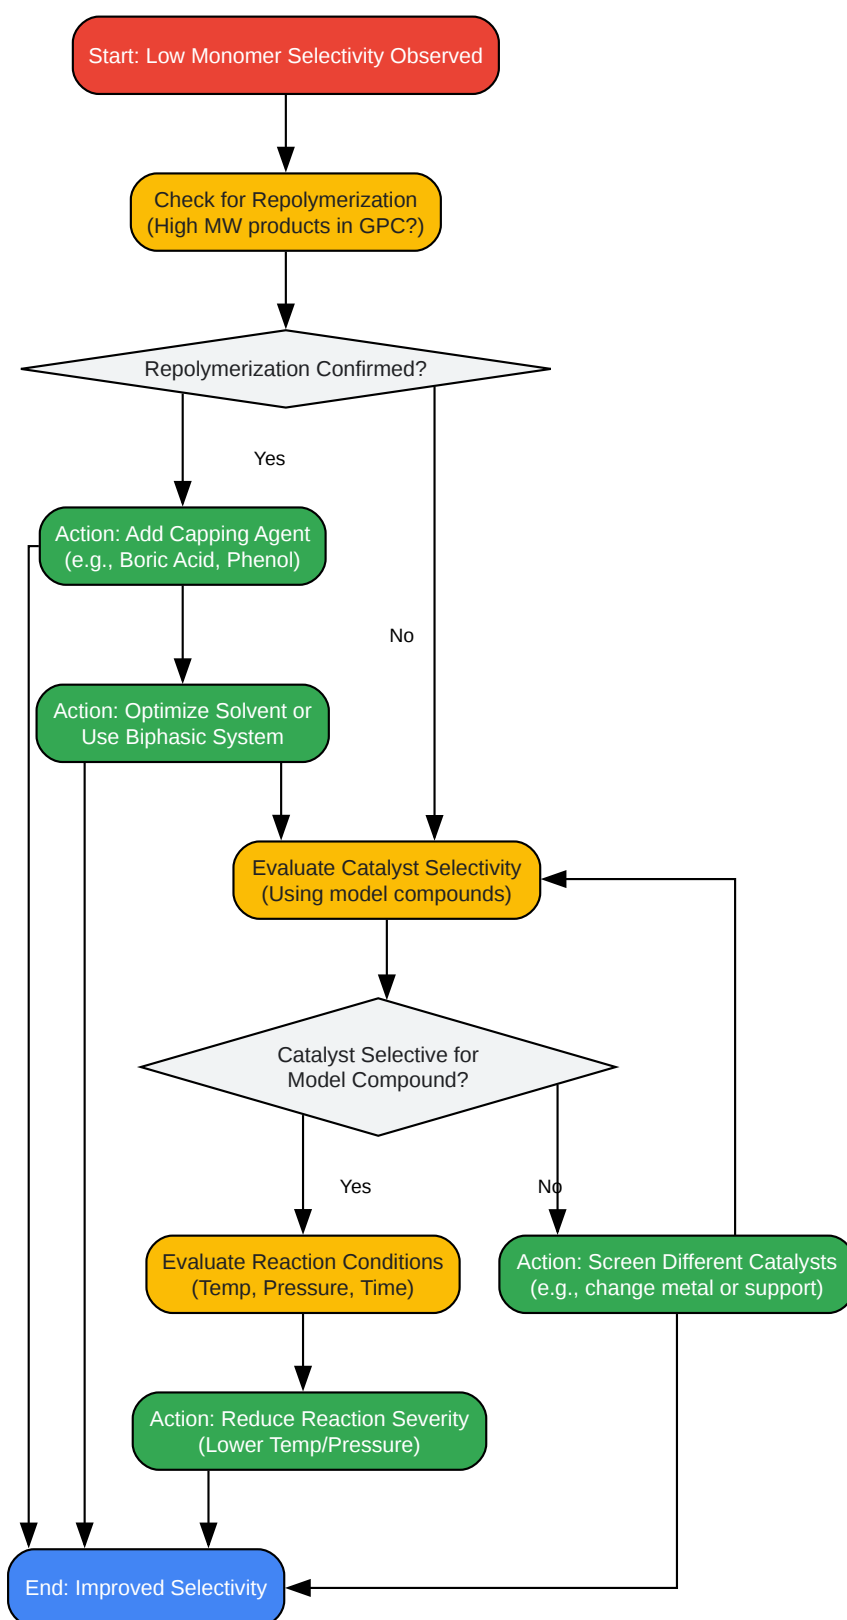 Start: Low Monomer Selectivity Observed
Check for Repolymerization
(High MW products in GPC?)
Repolymerization Confirmed?
Yes
Action: Add Capping Agent
(e.g., Boric Acid, Phenol)
No
Action: Optimize Solvent or
Use Biphasic System
Evaluate Catalyst Selectivity
(Using model compounds)
Catalyst Selective for
Model Compound?
Yes
No
Evaluate Reaction Conditions
(Temp, Pressure, Time)
Action: Screen Different Catalysts
(e.g., change metal or support)
Action: Reduce Reaction Severity
(Lower Temp/Pressure)
End: Improved Selectivity